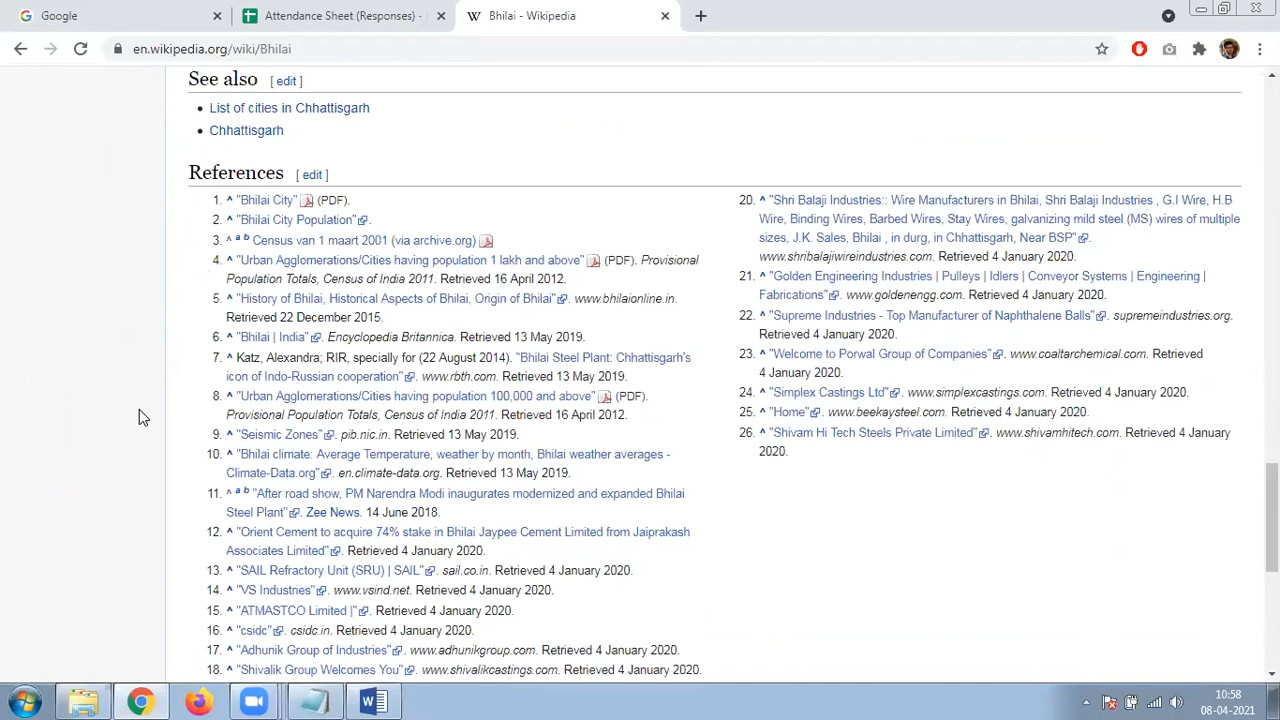 Google
Attendance Sheet (Responses) -
Bhilai - Wikipedia
en.wikipedia.org/wiki/Bhilai
See also [ edit ]
• List of cities in Chhattisgarh
• Chhattisgarh
References [ edit ]
1. ^ "Bhilai City" (PDF).
2. ^ "Bhilai City Population".
3. ^ a b Census van 1 maart 2001 (via archive.org)
4. ^ "Urban Agglomerations/Cities having population 1 lakh and above" (PDF). Provisional
Population Totals, Census of India 2011. Retrieved 16 April 2012.
5. ^ "History of Bhilai, Historical Aspects of Bhilai, Origin of Bhilai". www.bhilaionline.in.
Retrieved 22 December 2015.
6. ^ "Bhilai | India". Encyclopedia Britannica. Retrieved 13 May 2019.
7. ^ Katz, Alexandra; RIR, specially for (22 August 2014). "Bhilai Steel Plant: Chhattisgarh's
icon of Indo-Russian cooperation". www.rbth.com. Retrieved 13 May 2019.
8. ^ "Urban Agglomerations/Cities having population 100,000 and above" (PDF).
Provisional Population Totals, Census of India 2011. Retrieved 16 April 2012.
9. ^ "Seismic Zones". pib.nic.in. Retrieved 13 May 2019.
10. ^ "Bhilai climate: Average Temperature, weather by month, Bhilai weather averages -
Climate-Data.org". en.climate-data.org. Retrieved 13 May 2019.
11. ^ a b "After road show, PM Narendra Modi inaugurates modernized and expanded Bhilai
Steel Plant". Zee News. 14 June 2018.
12. ^ "Orient Cement to acquire 74% stake in Bhilai Jaypee Cement Limited from Jaiprakash
Associates Limited". Retrieved 4 January 2020.
13. ^ "SAIL Refractory Unit (SRU) | SAIL". sail.co.in. Retrieved 4 January 2020.
14. ^ "VS Industries". www.vsind.net. Retrieved 4 January 2020.
15. ^ "ATMASTCO Limited |". Retrieved 4 January 2020.
16. ^ "csidc". csidc.in. Retrieved 4 January 2020.
17. ^ "Adhunik Group of Industries". www.adhunikgroup.com. Retrieved 4 January 2020.
18. ^ "Shivalik Group Welcomes You". www.shivalikcastings.com. Retrieved 4 January 2020.
20. ^ "Shri Balaji Industries:: Wire Manufacturers in Bhilai, Shri Balaji Industries , G.I Wire, H.B
Wire, Binding Wires, Barbed Wires, Stay Wires, galvanizing mild steel (MS) wires of multiple
sizes, J.K. Sales, Bhilai , in durg, in Chhattisgarh, Near BSP".
www.shribalajiwireindustries.com. Retrieved 4 January 2020.
21. ^ "Golden Engineering Industries | Pulleys | Idlers | Conveyor Systems | Engineering |
Fabrications". www.goldenengg.com. Retrieved 4 January 2020.
22. ^ "Supreme Industries - Top Manufacturer of Naphthalene Balls". supremeindustries.org.
Retrieved 4 January 2020.
23. ^ "Welcome to Porwal Group of Companies". www.coaltarchemical.com. Retrieved
4 January 2020.
24. ^ "Simplex Castings Ltd". www.simplexcastings.com. Retrieved 4 January 2020.
25. ^ "Home". www.beekaysteel.com. Retrieved 4 January 2020.
26. ^ "Shivam Hi Tech Steels Private Limited". www.shivamhitech.com. Retrieved 4 January
2020.
10:58
08-04-2021